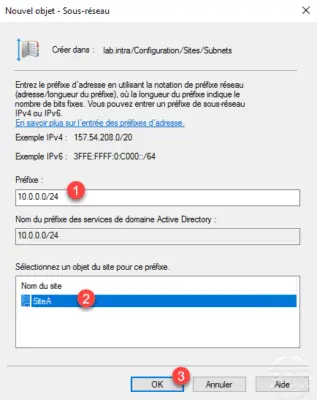 Nouvel objet - Sous-réseau
Créer dans : lab.intra/Configuration/Sites/Subnets
Entrez le préfixe d'adresse en utilisant la notation de préfixe réseau
(adresse/longueur du préfixe), où la longueur du préfixe indique le
nombre de bits fixes. Vous pouvez entrer un préfixe de sous-réseau
IPv4 ou IPv6.
En savoir plus sur l'entrée des préfixes d'adresse.
Exemple IPv4 : 157.54.208.0/20
Exemple IPv6 : 3FFE:FFFF:0:C000::/64
Préfixe :
1
10.0.0.0/24
Nom du préfixe des services de domaine Active Directory :
10.0.0.0/24
Sélectionnez un objet du site pour ce préfixe.
Nom du site
SiteA 2
3
OK Annuler Aide